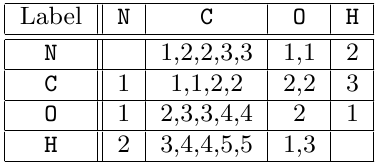 Label N C O H
N 1,2,2,3,3 1,1 2
C 1 1,1,2,2 2,2 3
O 1 2,3,3,4,4 2 1
H 2 3,4,4,5,5 1,3